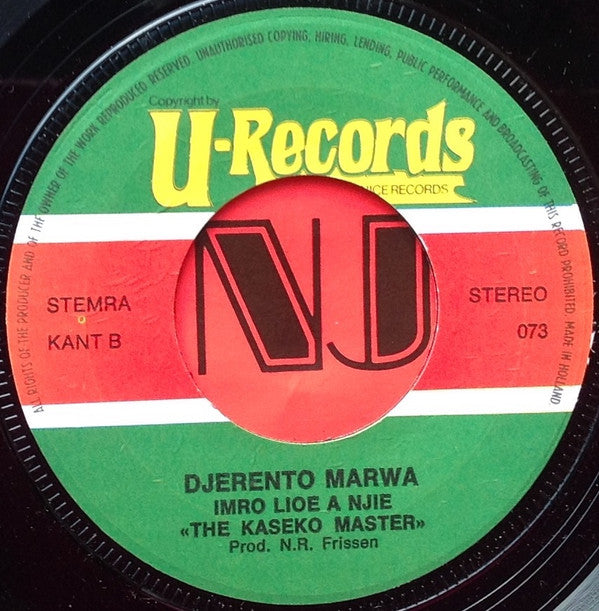 ALL RIGHTS OF THE PRODUCER AND OF THE OWNER OF THE WORK REPRODUCED RESERVED. UNAUTHORISED COPYING, HIRING, LENDING, PUBLIC PERFORMANCE AND BROADCASTING OF THIS RECORD PROHIBITED. MADE IN HOLLAND.
Copyright by
U-Records
RECORDS
NJ
STEMRA
KANT B
STEREO
073
DJERENTO MARWA
IMRO LIOE A NJIE
«THE KASEKO MASTER»
Prod. N.R. Frissen